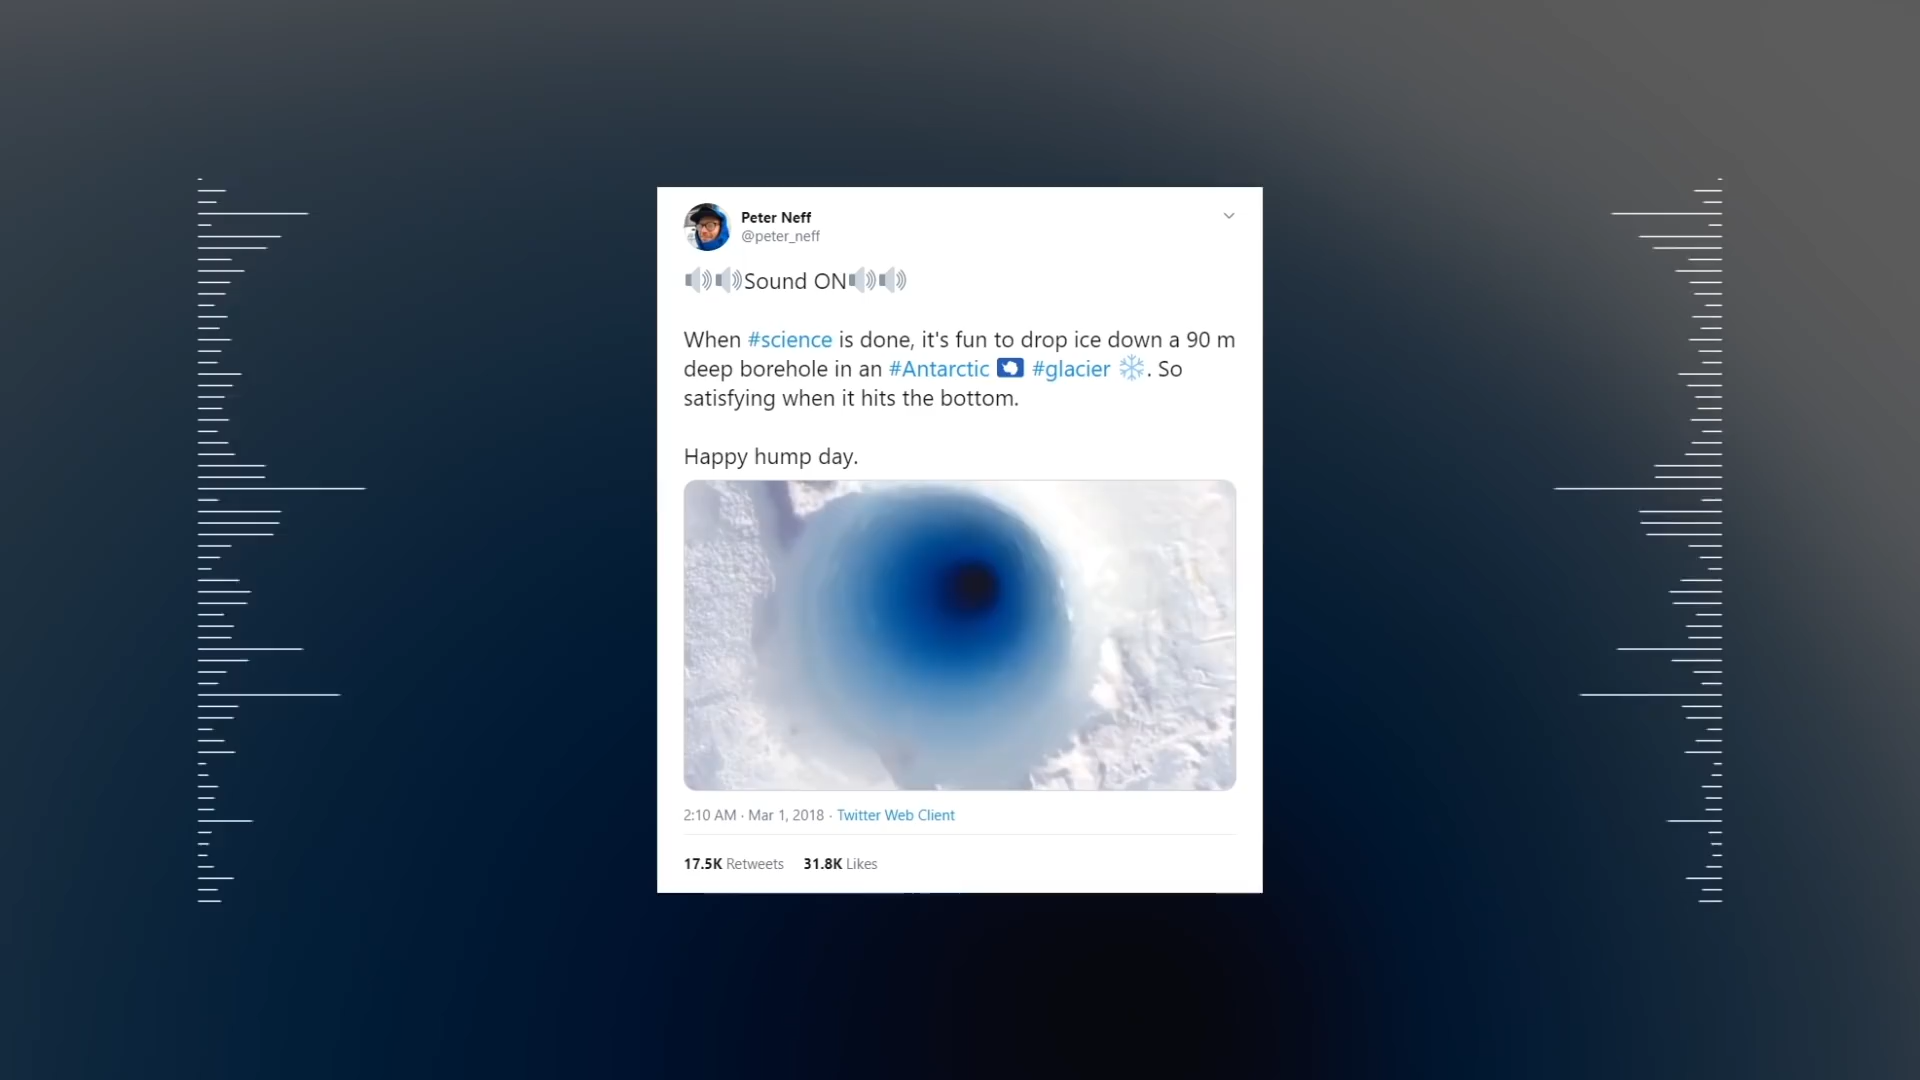 Peter Neff
@peter_neff
🔊🔊Sound ON🔊🔊
When #science is done, it's fun to drop ice down a 90 m
deep borehole in an #Antarctic 🇦🇶 #glacier ❄️. So
satisfying when it hits the bottom.
Happy hump day.
2:10 AM · Mar 1, 2018 · Twitter Web Client
17.5K Retweets 31.8K Likes